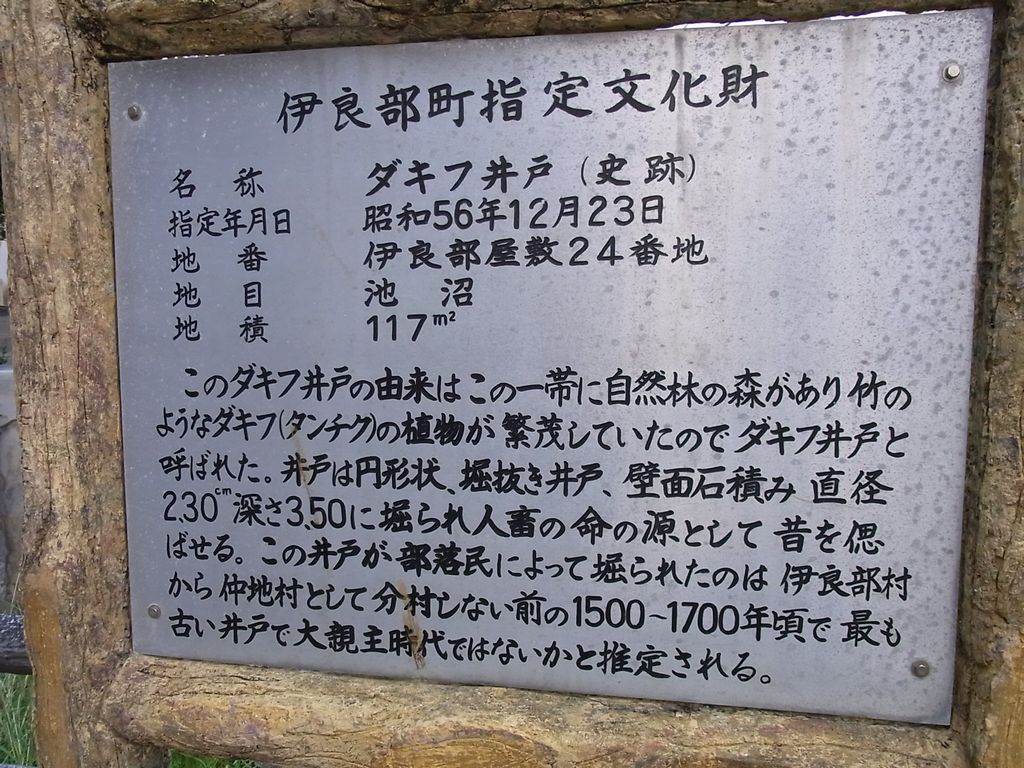 伊良部町指定文化財
名 称 ダキフ井戸(史跡)
指定年月日 昭和56年12月23日
地 番 伊良部屋敷24番地
地 目 池 沼
地 積 117m²
このダキフ井戸の由来はこの一帯に自然林の森があり竹の
ようなダキフ(タンチク)の植物が繁茂していたのでダキフ井戸と
呼ばれた。井戸は円形状、堀抜き井戸、壁面石積み 直径
2.30cm深さ3.50に堀られ人畜の命の源として昔を偲
ばせる。この井戸が部落民によって堀られたのは伊良部村
から仲地村として分村しない前の1500~1700年頃で最も
古い井戸で大親主時代ではないかと推定される。